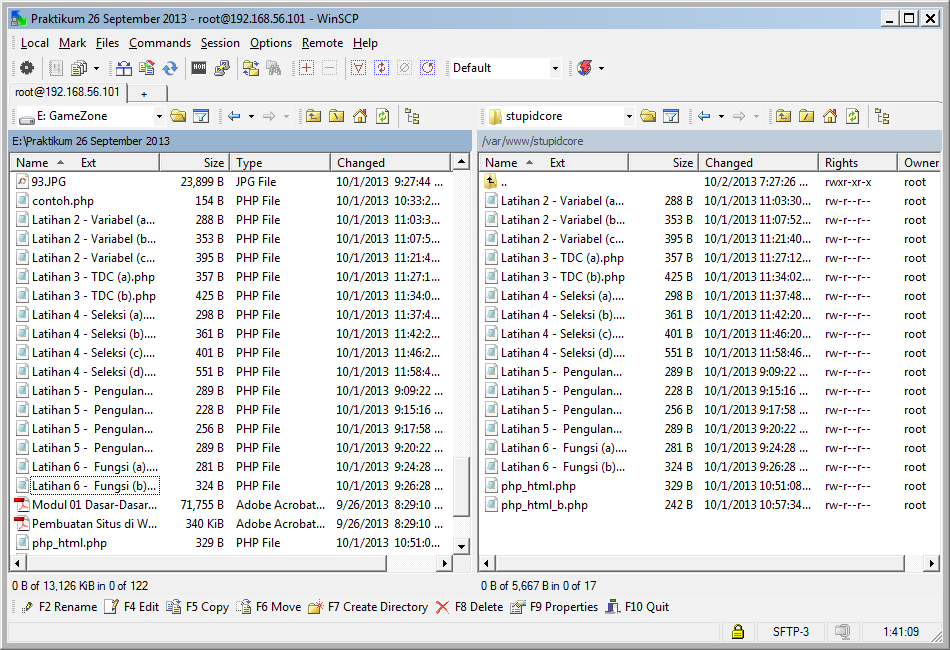 Praktikum 26 September 2013 - root@192.168.56.101 - WinSCP
Local Mark Files Commands Session Options Remote Help
Default
root@192.168.56.101 +
E: GameZone
stupidcore
E:\Praktikum 26 September 2013
/var/www/stupidcore
Name Ext Size Type Changed
93.JPG 23,899 B JPG File 10/1/2013 9:27:44 ...
contoh.php 154 B PHP File 10/1/2013 10:33:2...
Latihan 2 - Variabel (a... 288 B PHP File 10/1/2013 11:03:3...
Latihan 2 - Variabel (b... 353 B PHP File 10/1/2013 11:07:5...
Latihan 2 - Variabel (c... 395 B PHP File 10/1/2013 11:21:4...
Latihan 3 - TDC (a).php 357 B PHP File 10/1/2013 11:27:1...
Latihan 3 - TDC (b).php 425 B PHP File 10/1/2013 11:34:0...
Latihan 4 - Seleksi (a).... 298 B PHP File 10/1/2013 11:37:4...
Latihan 4 - Seleksi (b).... 361 B PHP File 10/1/2013 11:42:2...
Latihan 4 - Seleksi (c).... 401 B PHP File 10/1/2013 11:46:2...
Latihan 4 - Seleksi (d).... 551 B PHP File 10/1/2013 11:58:4...
Latihan 5 - Pengulan... 289 B PHP File 10/1/2013 9:09:22 ...
Latihan 5 - Pengulan... 228 B PHP File 10/1/2013 9:15:16 ...
Latihan 5 - Pengulan... 256 B PHP File 10/1/2013 9:17:58 ...
Latihan 5 - Pengulan... 289 B PHP File 10/1/2013 9:20:22 ...
Latihan 6 - Fungsi (a).... 281 B PHP File 10/1/2013 9:24:28 ...
Latihan 6 - Fungsi (b)... 324 B PHP File 10/1/2013 9:26:28 ...
Modul 01 Dasar-Dasar... 71,755 B Adobe Acrobat... 9/26/2013 8:29:10 ...
Pembuatan Situs di W... 340 KiB Adobe Acrobat... 9/26/2013 8:29:10 ...
php_html.php 329 B PHP File 10/1/2013 10:51:0...
Name Ext Size Changed Rights Owner
.. 10/2/2013 7:27:26 ... rwxr-xr-x root
Latihan 2 - Variabel (a... 288 B 10/1/2013 11:03:30... rw-r--r-- root
Latihan 2 - Variabel (b... 353 B 10/1/2013 11:07:52... rw-r--r-- root
Latihan 2 - Variabel (c... 395 B 10/1/2013 11:21:40... rw-r--r-- root
Latihan 3 - TDC (a).php 357 B 10/1/2013 11:27:12... rw-r--r-- root
Latihan 3 - TDC (b).php 425 B 10/1/2013 11:34:02... rw-r--r-- root
Latihan 4 - Seleksi (a).... 298 B 10/1/2013 11:37:48... rw-r--r-- root
Latihan 4 - Seleksi (b).... 361 B 10/1/2013 11:42:20... rw-r--r-- root
Latihan 4 - Seleksi (c).... 401 B 10/1/2013 11:46:20... rw-r--r-- root
Latihan 4 - Seleksi (d).... 551 B 10/1/2013 11:58:46... rw-r--r-- root
Latihan 5 - Pengulan... 289 B 10/1/2013 9:09:22 ... rw-r--r-- root
Latihan 5 - Pengulan... 228 B 10/1/2013 9:15:16 ... rw-r--r-- root
Latihan 5 - Pengulan... 256 B 10/1/2013 9:17:58 ... rw-r--r-- root
Latihan 5 - Pengulan... 289 B 10/1/2013 9:20:22 ... rw-r--r-- root
Latihan 6 - Fungsi (a).... 281 B 10/1/2013 9:24:28 ... rw-r--r-- root
Latihan 6 - Fungsi (b).... 324 B 10/1/2013 9:26:28 ... rw-r--r-- root
php_html.php 329 B 10/1/2013 10:51:08... rw-r--r-- root
php_html_b.php 242 B 10/1/2013 10:57:34... rw-r--r-- root
0 B of 13,126 KiB in 0 of 122
0 B of 5,667 B in 0 of 17
F2 Rename F4 Edit F5 Copy F6 Move F7 Create Directory F8 Delete F9 Properties F10 Quit
SFTP-3 1:41:09